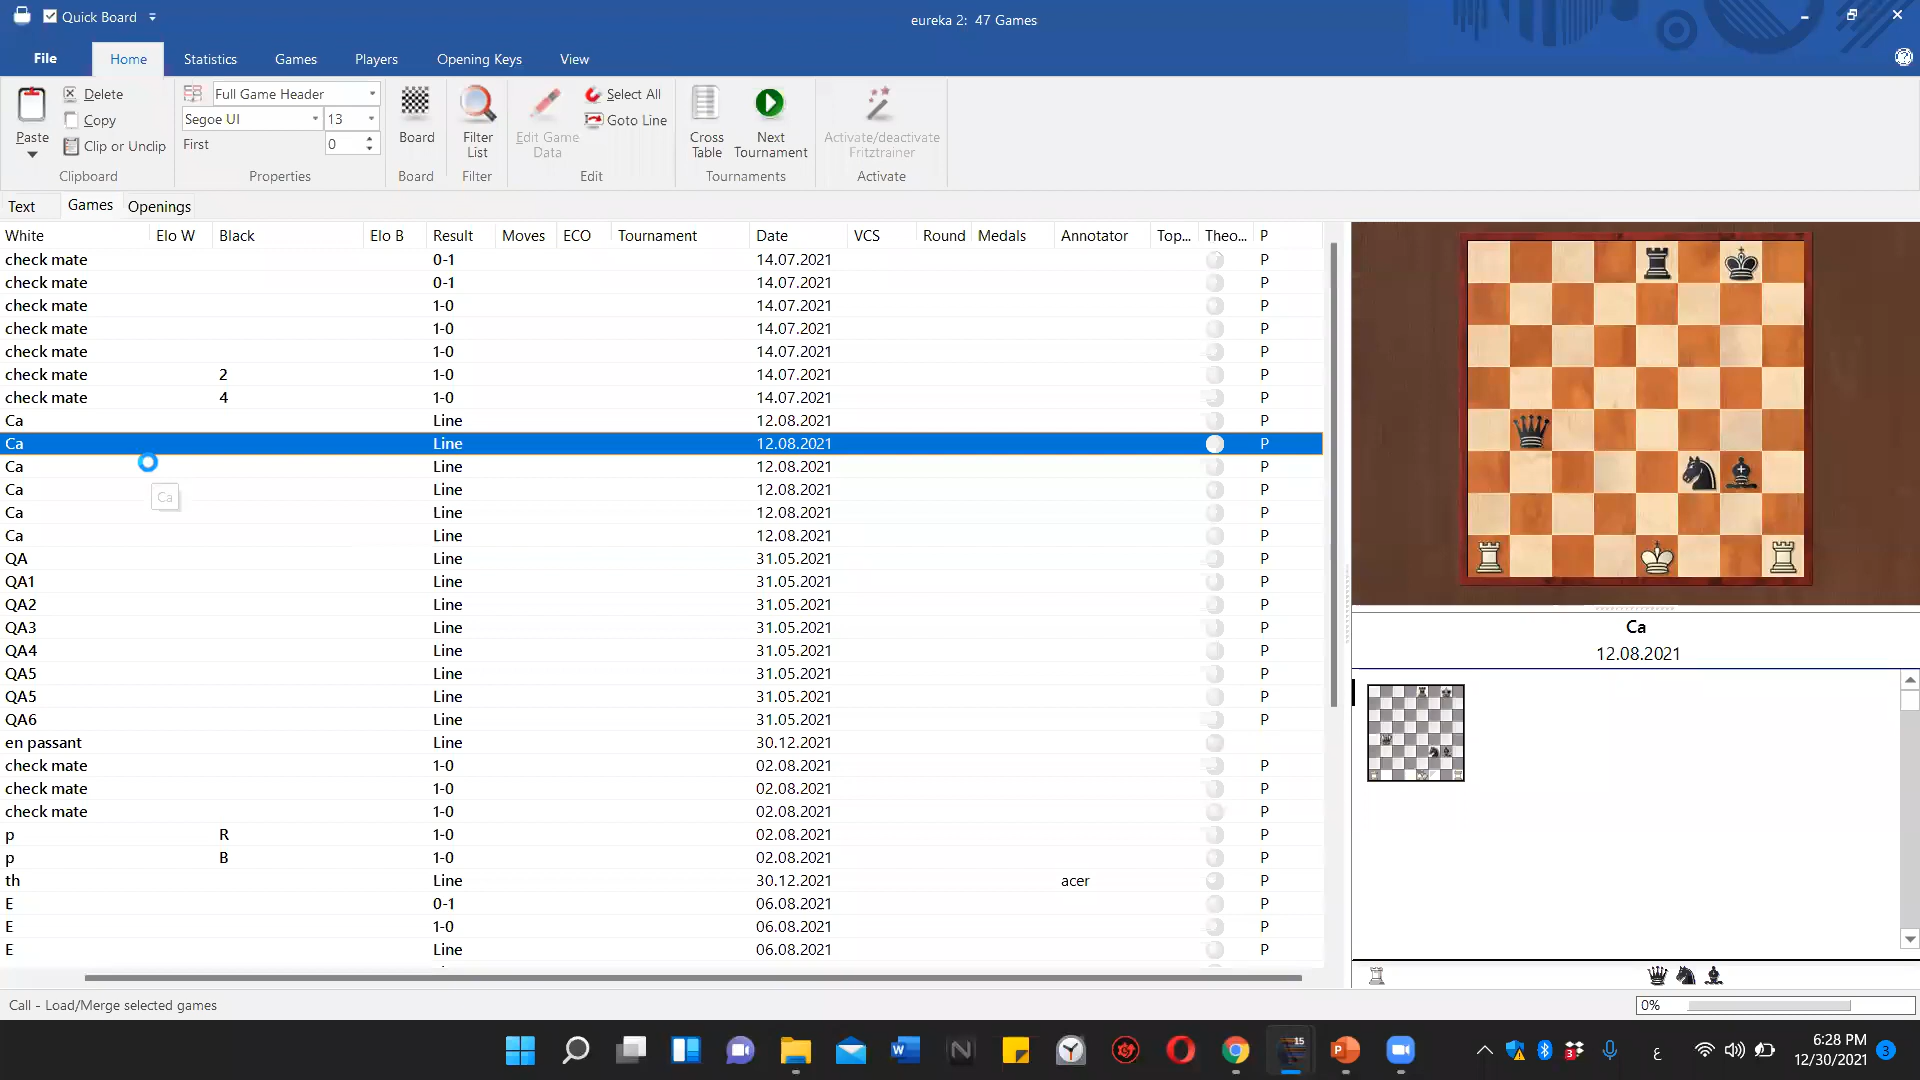 Quick Board
eureka 2: 47 Games
File Home Statistics Games Players Opening Keys View
Paste
Delete
Copy
Clip or Unclip
Clipboard
Full Game Header
Segoe UI 13
First 0
Properties
Board
Board
Filter List
Filter
Edit Game Data
Select All
Goto Line
Edit
Cross Table
Next Tournament
Tournaments
Activate/deactivate Fritztrainer
Activate
Text Games Openings
White Elo W Black Elo B Result Moves ECO Tournament Date VCS Round Medals Annotator Top... Theo... P
check mate 0-1 14.07.2021 P
check mate 0-1 14.07.2021 P
check mate 1-0 14.07.2021 P
check mate 1-0 14.07.2021 P
check mate 1-0 14.07.2021 P
check mate 2 1-0 14.07.2021 P
check mate 4 1-0 14.07.2021 P
Ca Line 12.08.2021 P
Ca Line 12.08.2021 P
Ca Line 12.08.2021 P
Ca Line 12.08.2021 P
Ca Line 12.08.2021 P
Ca Line 12.08.2021 P
Ca
QA Line 31.05.2021 P
QA1 Line 31.05.2021 P
QA2 Line 31.05.2021 P
QA3 Line 31.05.2021 P
QA4 Line 31.05.2021 P
QA5 Line 31.05.2021 P
QA5 Line 31.05.2021 P
QA6 Line 31.05.2021 P
en passant Line 30.12.2021
check mate 1-0 02.08.2021 P
check mate 1-0 02.08.2021 P
check mate 1-0 02.08.2021 P
p R 1-0 02.08.2021 P
p B 1-0 02.08.2021 P
th Line 30.12.2021 acer P
E 0-1 06.08.2021 P
E 1-0 06.08.2021 P
E Line 06.08.2021 P
Ca
12.08.2021
Call - Load/Merge selected games
0%
15
3
ع
6:28 PM
12/30/2021
3